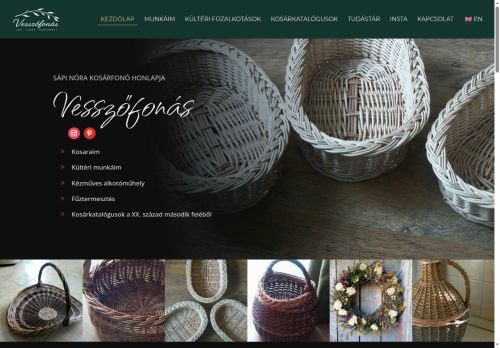 Vesszőfonás
KEZDŐLAP MUNKÁIM KÜLTÉRI FŰZALKOTÁSOK KOSÁRKATALÓGUSOK TUDÁSTÁR INSTA KAPCSOLAT EN
SÁPI NÓRA KOSÁRFONÓ HONLAPJA
Vesszőfonás
Kosaraim
Kültéri munkáim
Kézműves alkotóműhely
Fűztermesztés
Kosárkatalógusok a XX. század második feléből